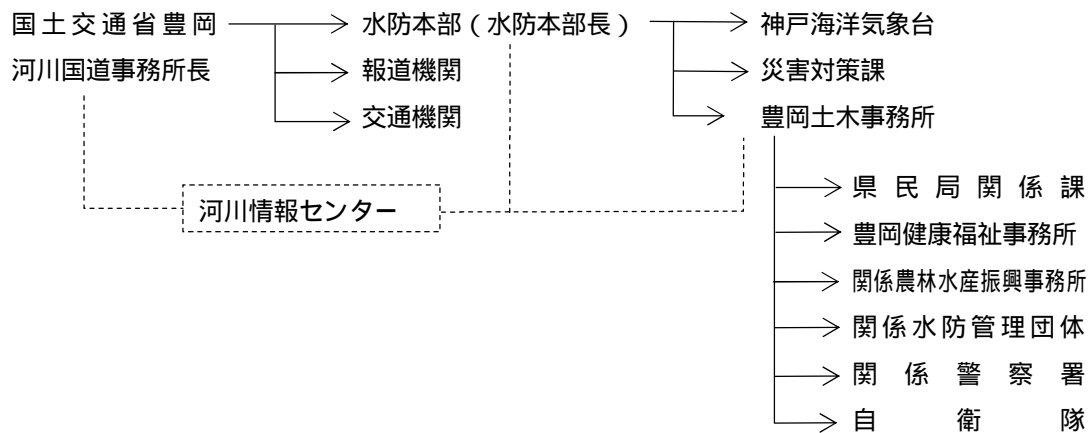 国土交通省豊岡
河川国道事務所長
水防本部（水防本部長）
報道機関
交通機関
神戸海洋気象台
災害対策課
豊岡土木事務所
河川情報センター
県民局関係課
豊岡健康福祉事務所
関係農林水産振興事務所
関係水防管理団体
関係警察署
自衛隊